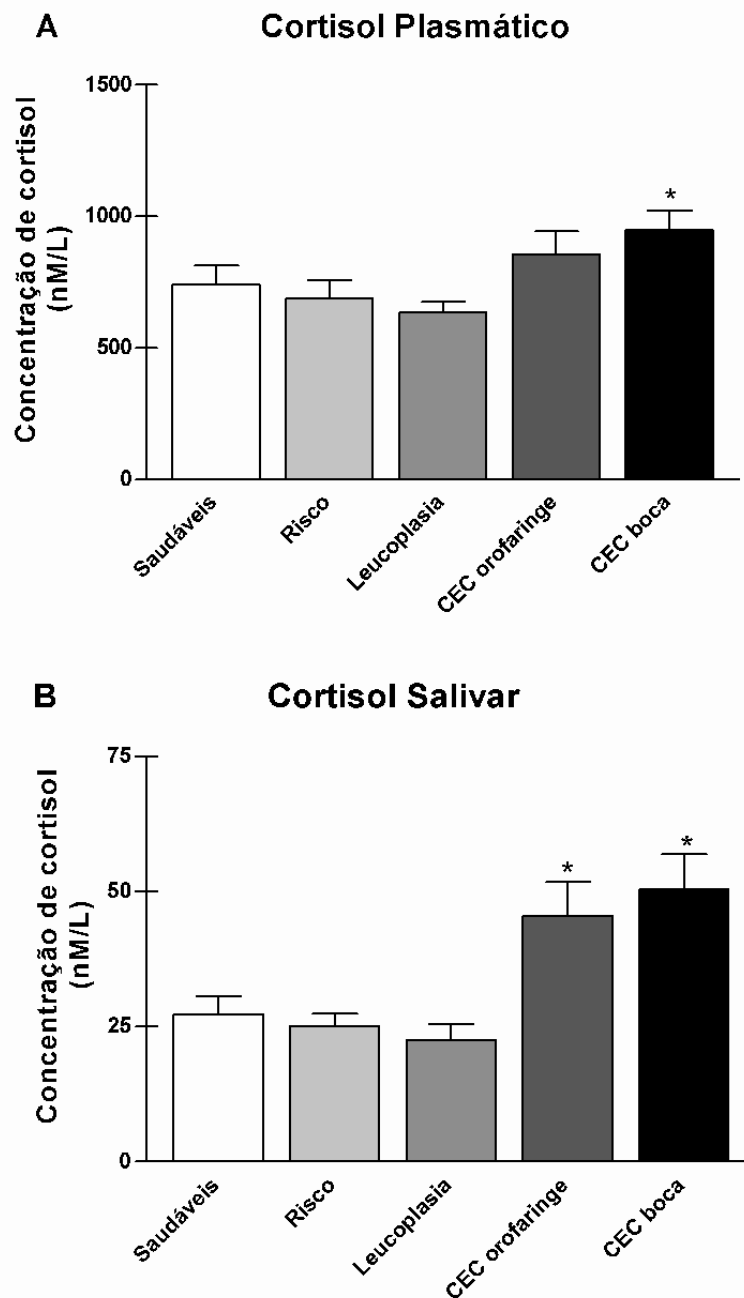 A
Cortisol Plasmático
Concentração de cortisol
(nM/L)
1500
1000
500
0
*
Saudáveis
Risco
Leucoplasia
CEC orofaringe
CEC boca
B
Cortisol Salivar
Concentração de cortisol
(nM/L)
75
50
25
0
*
*
Saudáveis
Risco
Leucoplasia
CEC orofaringe
CEC boca